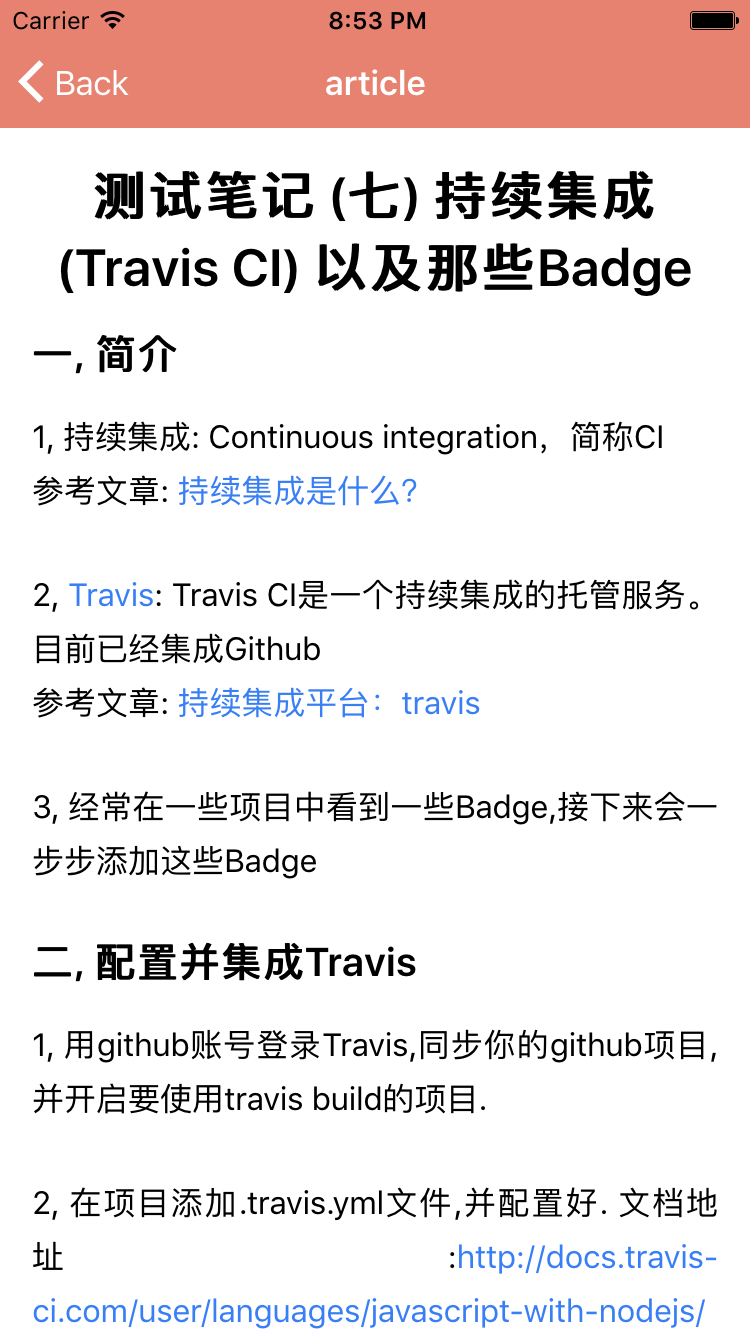 Carrier 8:53 PM
Back article
测试笔记 (七) 持续集成
(Travis CI) 以及那些Badge
一, 简介
1, 持续集成: Continuous integration，简称CI
参考文章: 持续集成是什么?
2, Travis: Travis CI是一个持续集成的托管服务。
目前已经集成Github
参考文章: 持续集成平台：travis
3, 经常在一些项目中看到一些Badge,接下来会一
步步添加这些Badge
二, 配置并集成Travis
1, 用github账号登录Travis,同步你的github项目,
并开启要使用travis build的项目.
2, 在项目添加.travis.yml文件,并配置好. 文档地
址 :http://docs.travis-
ci.com/user/languages/javascript-with-nodejs/